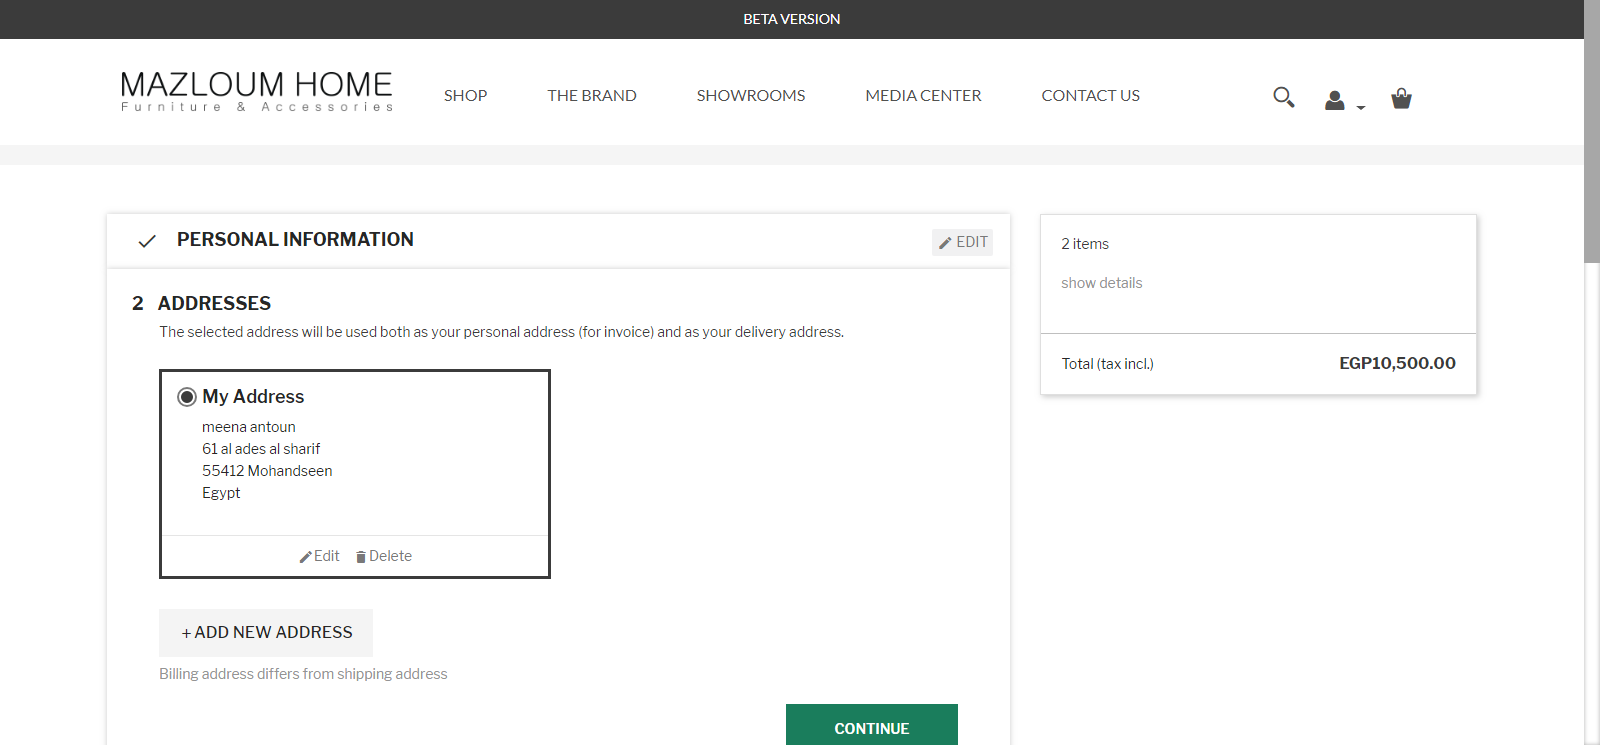 BETA VERSION
MAZLOUM HOME
Furniture & Accessories
SHOP
THE BRAND
SHOWROOMS
MEDIA CENTER
CONTACT US
PERSONAL INFORMATION
EDIT
2 ADDRESSES
The selected address will be used both as your personal address (for invoice) and as your delivery address.
My Address
meena antoun
61 al ades al sharif
55412 Mohandseen
Egypt
Edit
Delete
+ ADD NEW ADDRESS
Billing address differs from shipping address
CONTINUE
2 items
show details
Total (tax incl.)
EGP10,500.00